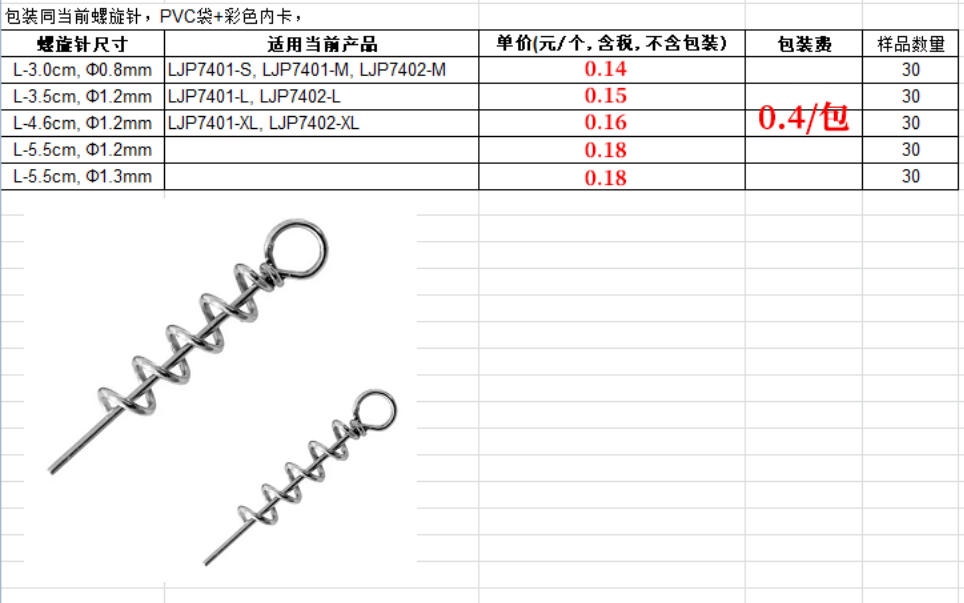 包装同当前螺旋针，PVC袋+彩色内卡，
螺旋针尺寸 适用当前产品 单价(元/个,含税,不含包装) 包装费 样品数量
L-3.0cm, Φ0.8mm LJP7401-S, LJP7401-M, LJP7402-M 0.14 30
L-3.5cm, Φ1.2mm LJP7401-L, LJP7402-L 0.15 30
L-4.6cm, Φ1.2mm LJP7401-XL, LJP7402-XL 0.16 0.4/包 30
L-5.5cm, Φ1.2mm 0.18 30
L-5.5cm, Φ1.3mm 0.18 30